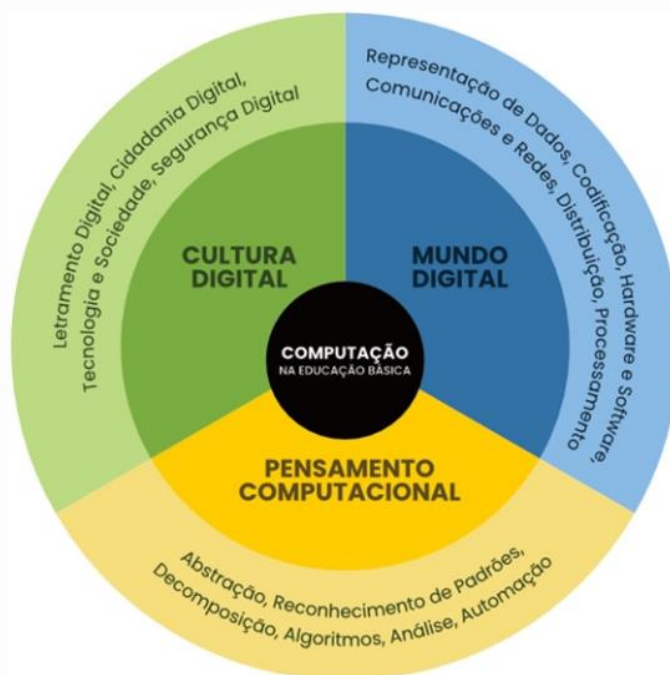 Letramento Digital, Cidadania Digital,
Tecnologia e Sociedade, Segurança Digital
Representação de Dados, Codificação, Hardware e Software,
Comunicações e Redes, Distribuição, Processamento
CULTURA
DIGITAL
MUNDO
DIGITAL
COMPUTAÇÃO
NA EDUCAÇÃO BÁSICA
PENSAMENTO
COMPUTACIONAL
Abstração, Reconhecimento de Padrões,
Decomposição, Algoritmos, Análise, Automação